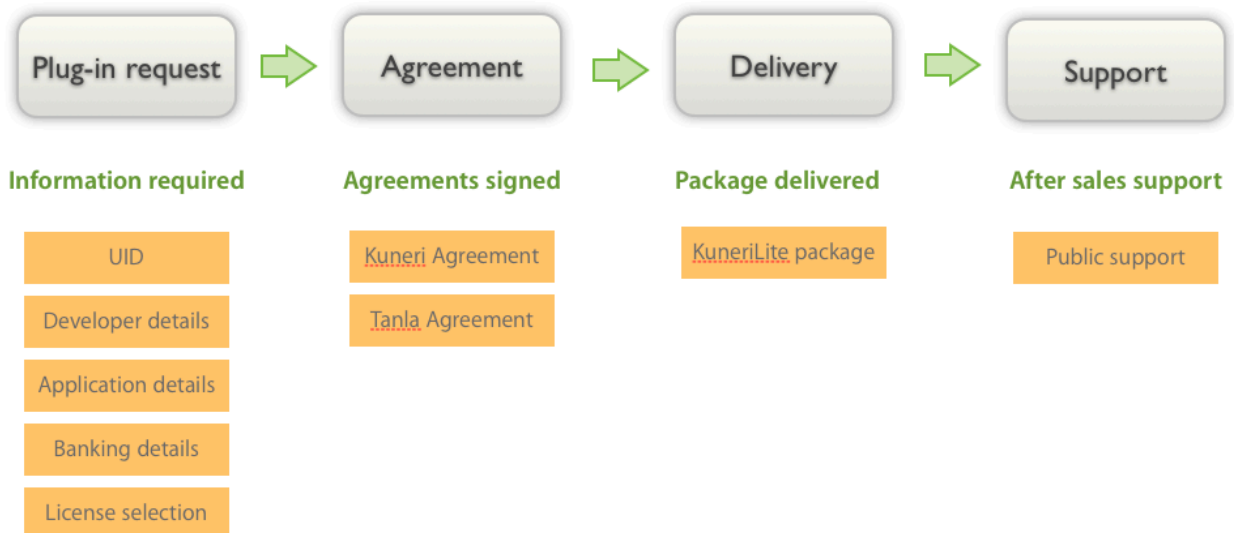 Plug-in request
Agreement
Delivery
Support
Information required
Agreements signed
Package delivered
After sales support
UID
Kuneri Agreement
KuneriLite package
Public support
Developer details
Tanla Agreement
Application details
Banking details
License selection